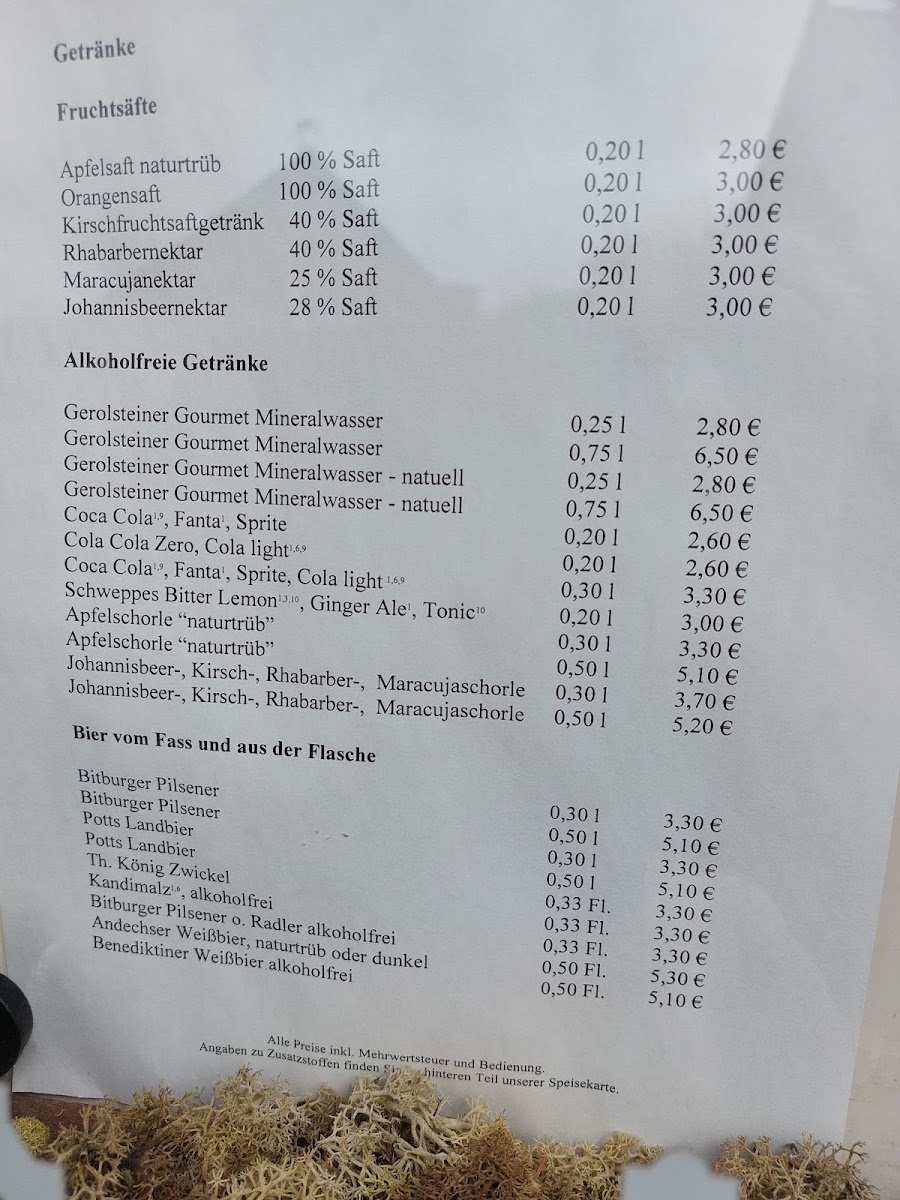 Getränke
Fruchtsäfte
Apfelsaft naturtrüb 100 % Saft 0,20 l 2,80 €
Orangensaft 100 % Saft 0,20 l 3,00 €
Kirschfruchtsaftgetränk 40 % Saft 0,20 l 3,00 €
Rhabarbernektar 40 % Saft 0,20 l 3,00 €
Maracujanektar 25 % Saft 0,20 l 3,00 €
Johannisbeernektar 28 % Saft 0,20 l 3,00 €
Alkoholfreie Getränke
Gerolsteiner Gourmet Mineralwasser 0,25 l 2,80 €
Gerolsteiner Gourmet Mineralwasser 0,75 l 6,50 €
Gerolsteiner Gourmet Mineralwasser - natuell 0,25 l 2,80 €
Gerolsteiner Gourmet Mineralwasser - natuell 0,75 l 6,50 €
Coca Cola1,9, Fanta1, Sprite 0,20 l 2,60 €
Cola Cola Zero, Cola light1,6,9 0,20 l 2,60 €
Coca Cola1,9, Fanta1, Sprite, Cola light 1,6,9 0,30 l 3,30 €
Schweppes Bitter Lemon1,3,10, Ginger Ale1, Tonic10 0,20 l 3,00 €
Apfelschorle “naturtrüb” 0,30 l 3,30 €
Apfelschorle “naturtrüb” 0,50 l 5,10 €
Johannisbeer-, Kirsch-, Rhabarber-, Maracujaschorle 0,30 l 3,70 €
Johannisbeer-, Kirsch-, Rhabarber-, Maracujaschorle 0,50 l 5,20 €
Bier vom Fass und aus der Flasche
Bitburger Pilsener 0,30 l 3,30 €
Bitburger Pilsener 0,50 l 5,10 €
Potts Landbier 0,30 l 3,30 €
Potts Landbier 0,50 l 5,10 €
Th. König Zwickel 0,33 Fl. 3,30 €
Kandimalz1,6, alkoholfrei 0,33 Fl. 3,30 €
Bitburger Pilsener o. Radler alkoholfrei 0,33 Fl. 3,30 €
Andechser Weißbier, naturtrüb oder dunkel 0,50 Fl. 5,30 €
Benediktiner Weißbier alkoholfrei 0,50 Fl. 5,10 €
Alle Preise inkl. Mehrwertsteuer und Bedienung.
Angaben zu Zusatzstoffen finden hinteren Teil unserer Speisekarte.